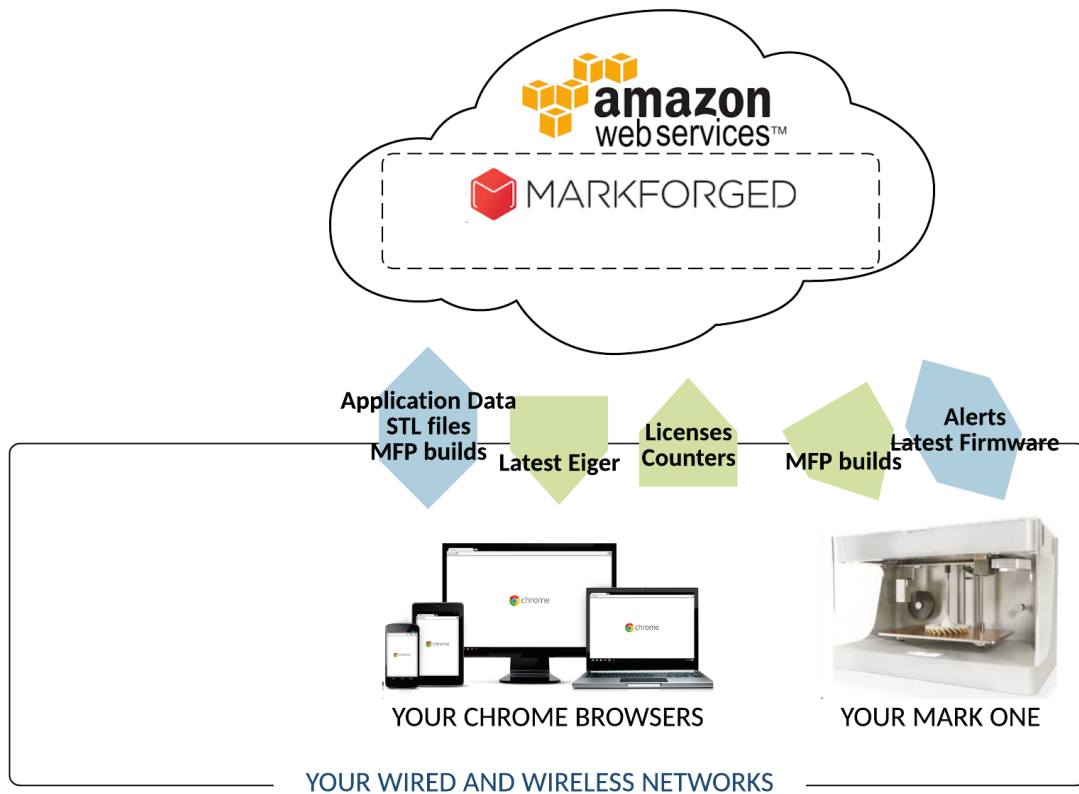 amazon
web services™
MARKFORGED
Application Data
STL files
MFP builds
Latest Eiger
Licenses
Counters
MFP builds
Alerts
Latest Firmware
chrome
chrome
chrome
YOUR CHROME BROWSERS
YOUR MARK ONE
YOUR WIRED AND WIRELESS NETWORKS